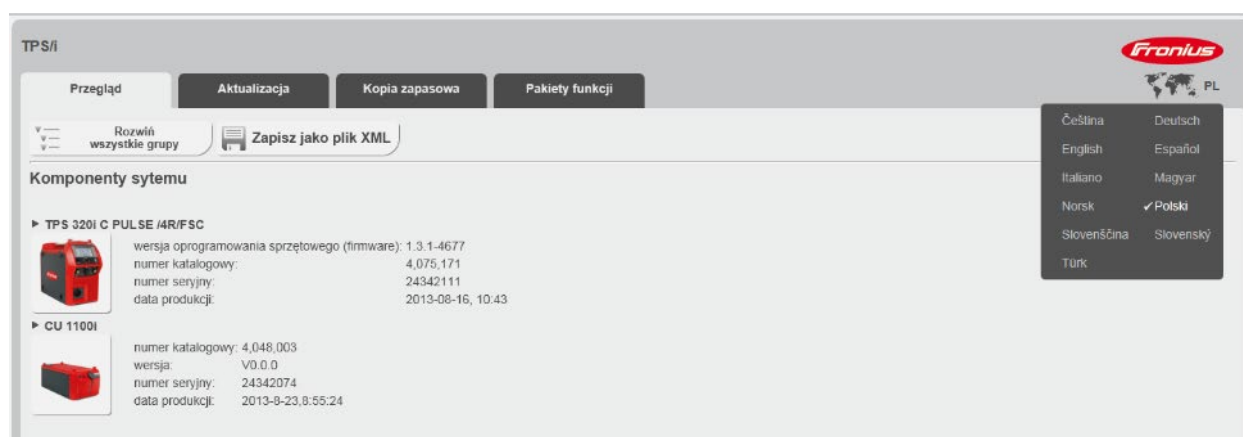 TPS/i
Fronius
Przegląd
Aktualizacja
Kopia zapasowa
Pakiety funkcji
PL
Rozwiń
wszystkie grupy
Zapisz jako plik XML
Čeština Deutsch
English Español
Italiano Magyar
Norsk ✓Polski
Slovenščina Slovenský
Türk
Komponenty sytemu
TPS 320i C PULSE /4R/FSC
wersja oprogramowania sprzętowego (firmware): 1.3.1-4677
numer katalogowy: 4,075,171
numer seryjny: 24342111
data produkcji: 2013-08-16, 10:43
CU 1100i
numer katalogowy: 4,048,003
wersja: V0.0.0
numer seryjny: 24342074
data produkcji: 2013-8-23,8:55:24